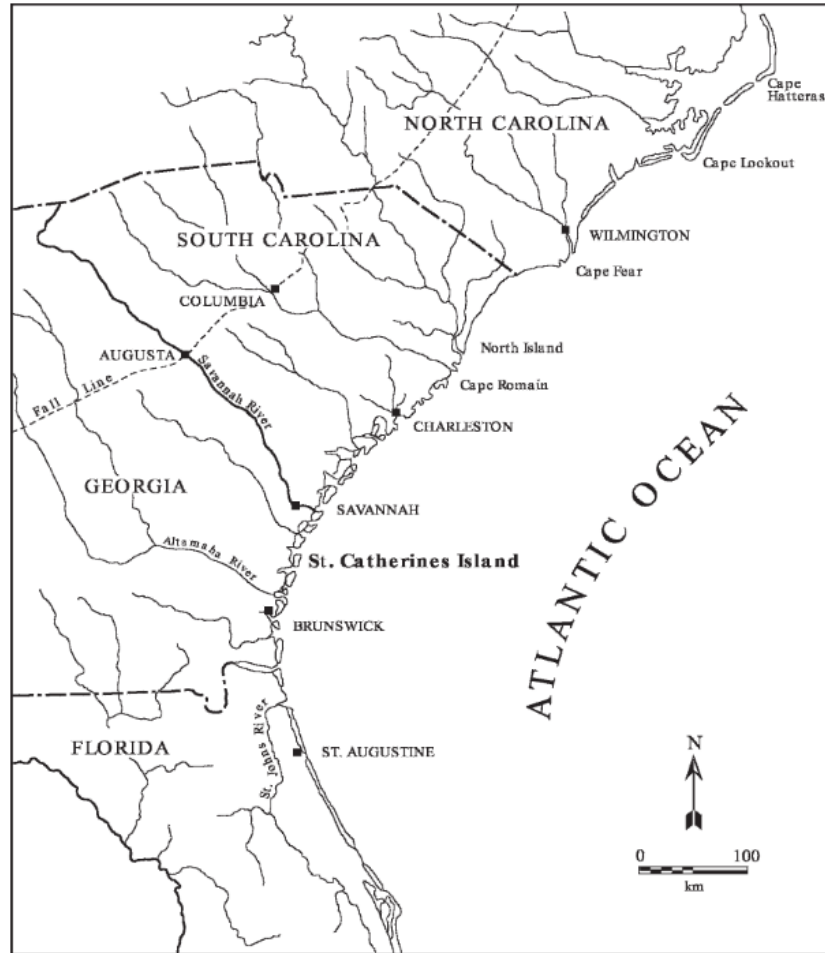 Cape
Hatteras
NORTH CAROLINA
Cape Lookout
WILMINGTON
SOUTH CAROLINA
Cape Fear
COLUMBIA
North Island
AUGUSTA
Cape Romain
Savannah River
Fall Line
CHARLESTON
GEORGIA
SAVANNAH
ATLANTIC OCEAN
Altamaha River
St. Catherines Island
BRUNSWICK
St. Johns River
FLORIDA
ST. AUGUSTINE
N
0 100
km